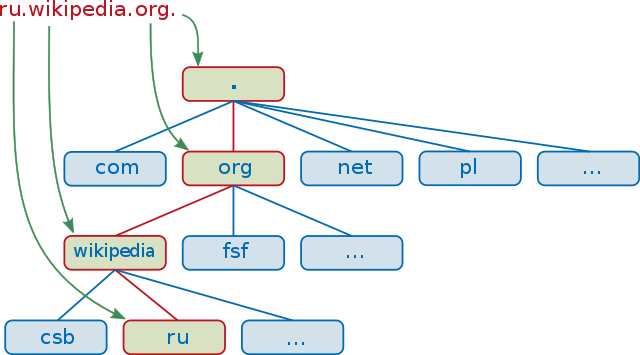 ru.wikipedia.org.
.
com org net pl ...
wikipedia fsf ...
csb ru ...